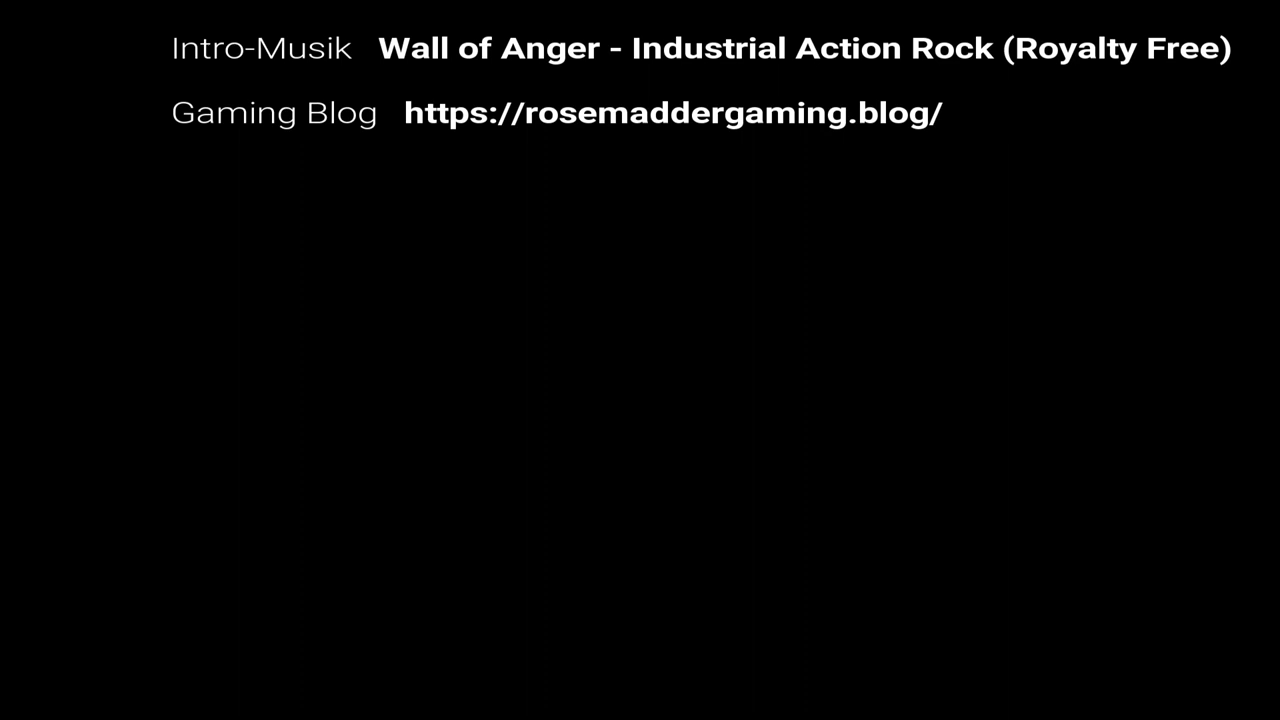 Intro-Musik Wall of Anger - Industrial Action Rock (Royalty Free)
Gaming Blog https://rosemaddergaming.blog/